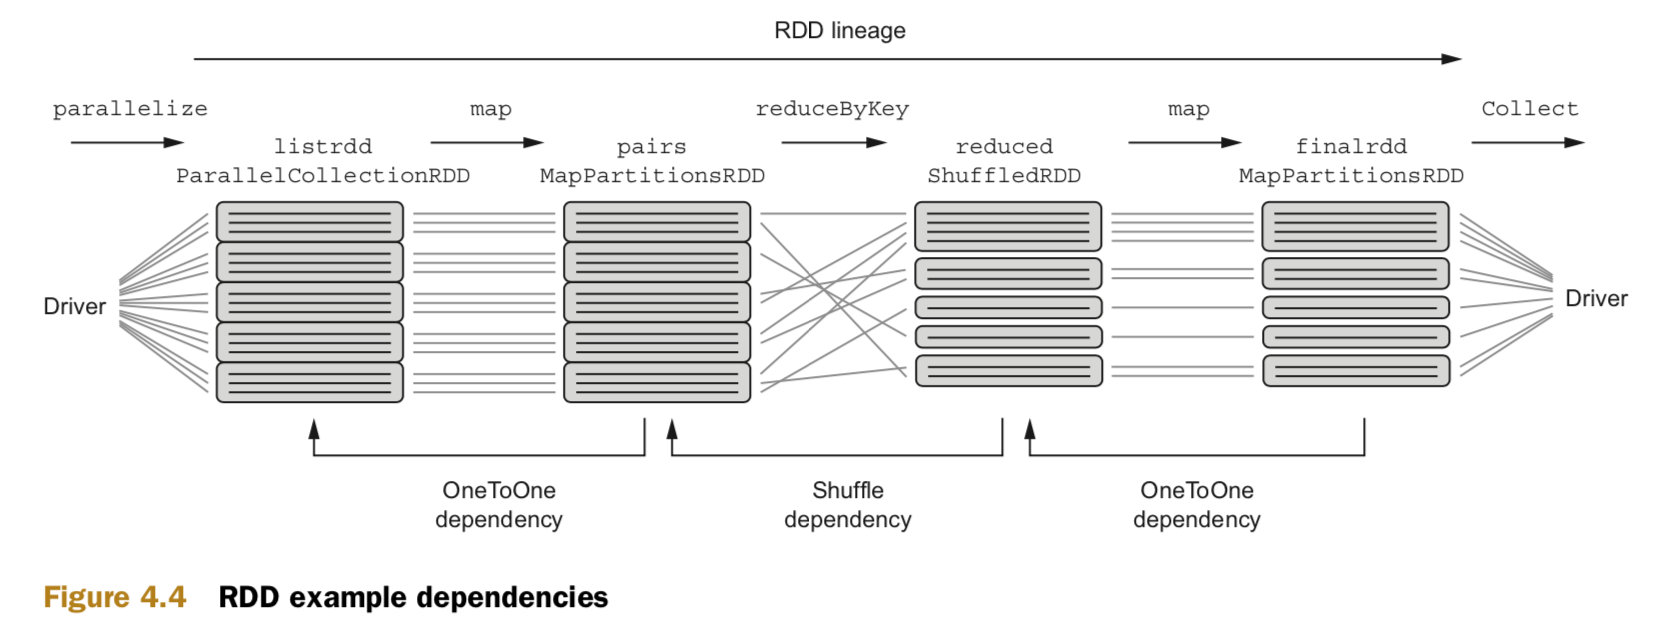 RDD lineage
parallelize
map
reduceByKey
map
Collect
listrdd
ParallelCollectionRDD
pairs
MapPartitionsRDD
reduced
ShuffledRDD
finalrdd
MapPartitionsRDD
Driver
Driver
OneToOne
dependency
Shuffle
dependency
OneToOne
dependency
Figure 4.4 RDD example dependencies